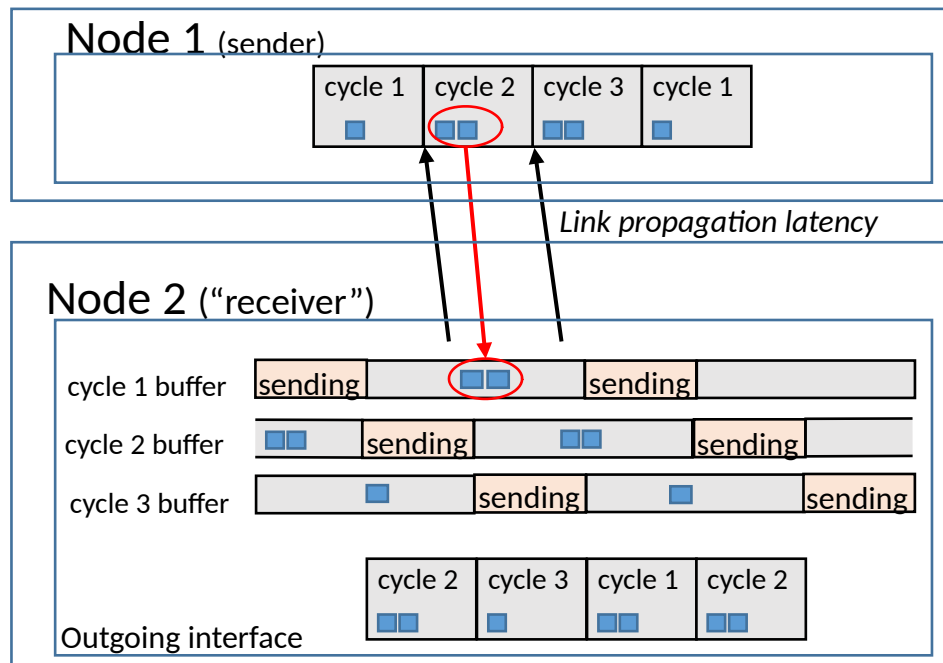 Node 1 (sender)
cycle 1 cycle 2 cycle 3 cycle 1
Link propagation latency
Node 2 (“receiver”)
cycle 1 buffer sending sending
cycle 2 buffer sending sending
cycle 3 buffer sending sending
cycle 2 cycle 3 cycle 1 cycle 2
Outgoing interface